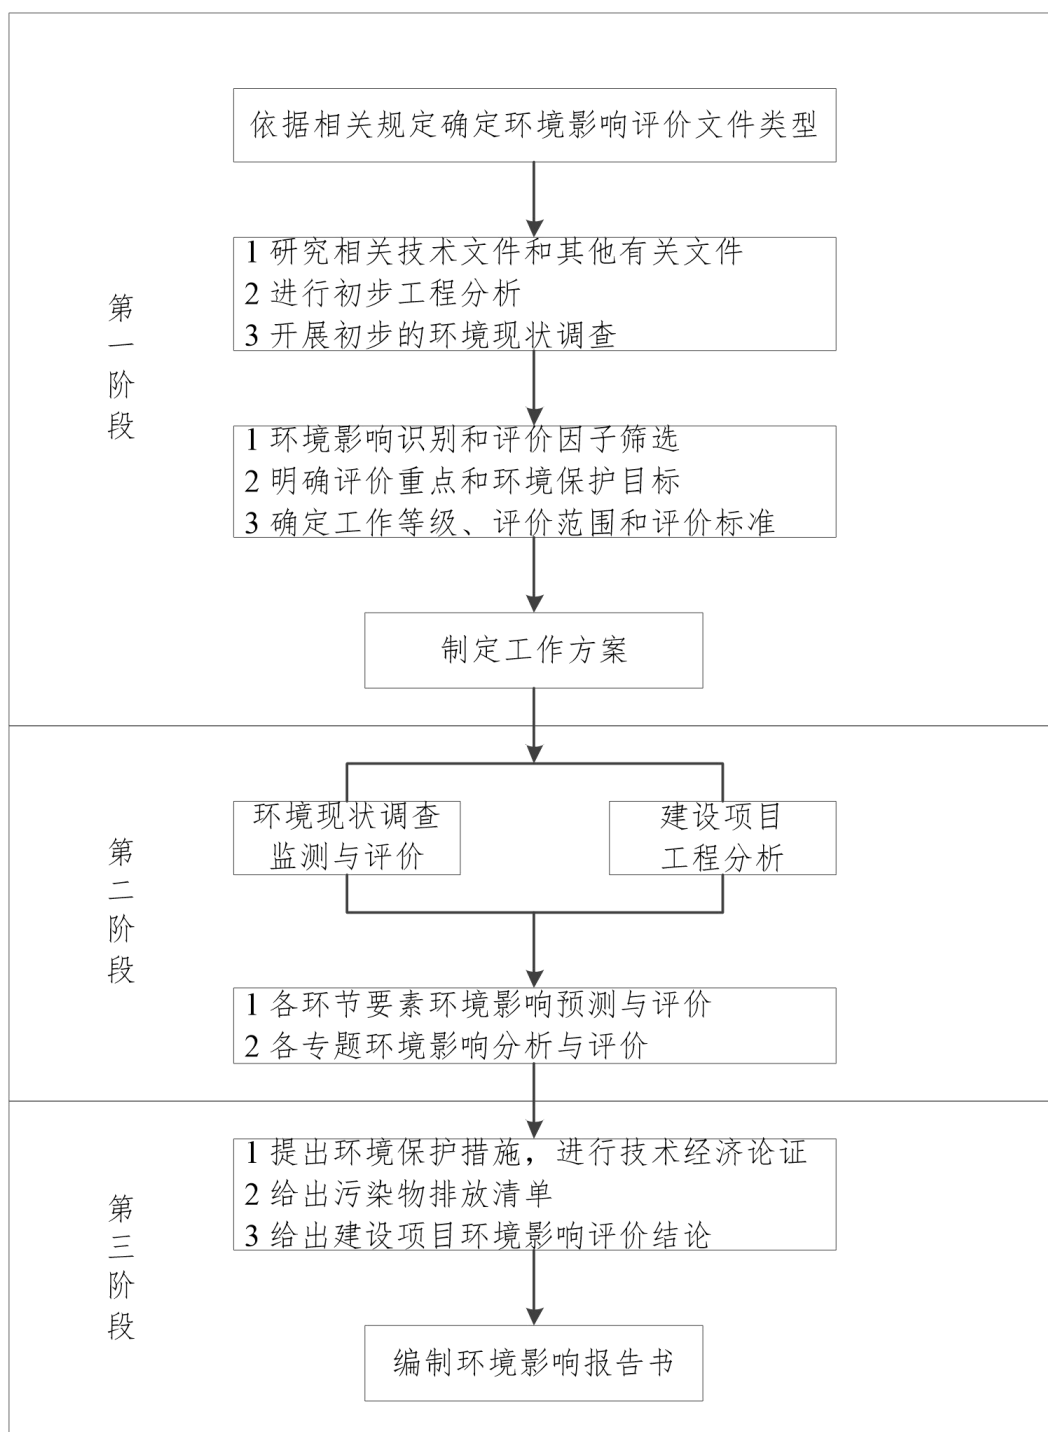 依据相关规定确定环境影响评价文件类型
1 研究相关技术文件和其他有关文件
2 进行初步工程分析
3 开展初步的环境现状调查
第一阶段
1 环境影响识别和评价因子筛选
2 明确评价重点和环境保护目标
3 确定工作等级、评价范围和评价标准
制定工作方案
环境现状调查
监测与评价
建设项目
工程分析
第二阶段
1 各环节要素环境影响预测与评价
2 各专题环境影响分析与评价
1 提出环境保护措施，进行技术经济论证
2 给出污染物排放清单
3 给出建设项目环境影响评价结论
第三阶段
编制环境影响报告书